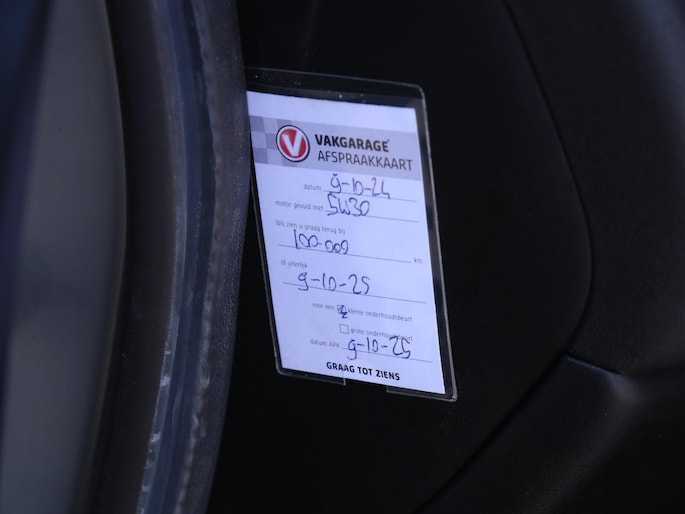 V VAKGARAGE
AFSPRAAKKAART
datum 9-10-24
motor gevuld met 5W30
Wij zien u graag terug bij
100-009 km
of uiterlijk
9-10-25
voor een kleine onderhoudsbeurt
grote onderhoudsbeurt
datum APK 9-10-25
GRAAG TOT ZIENS